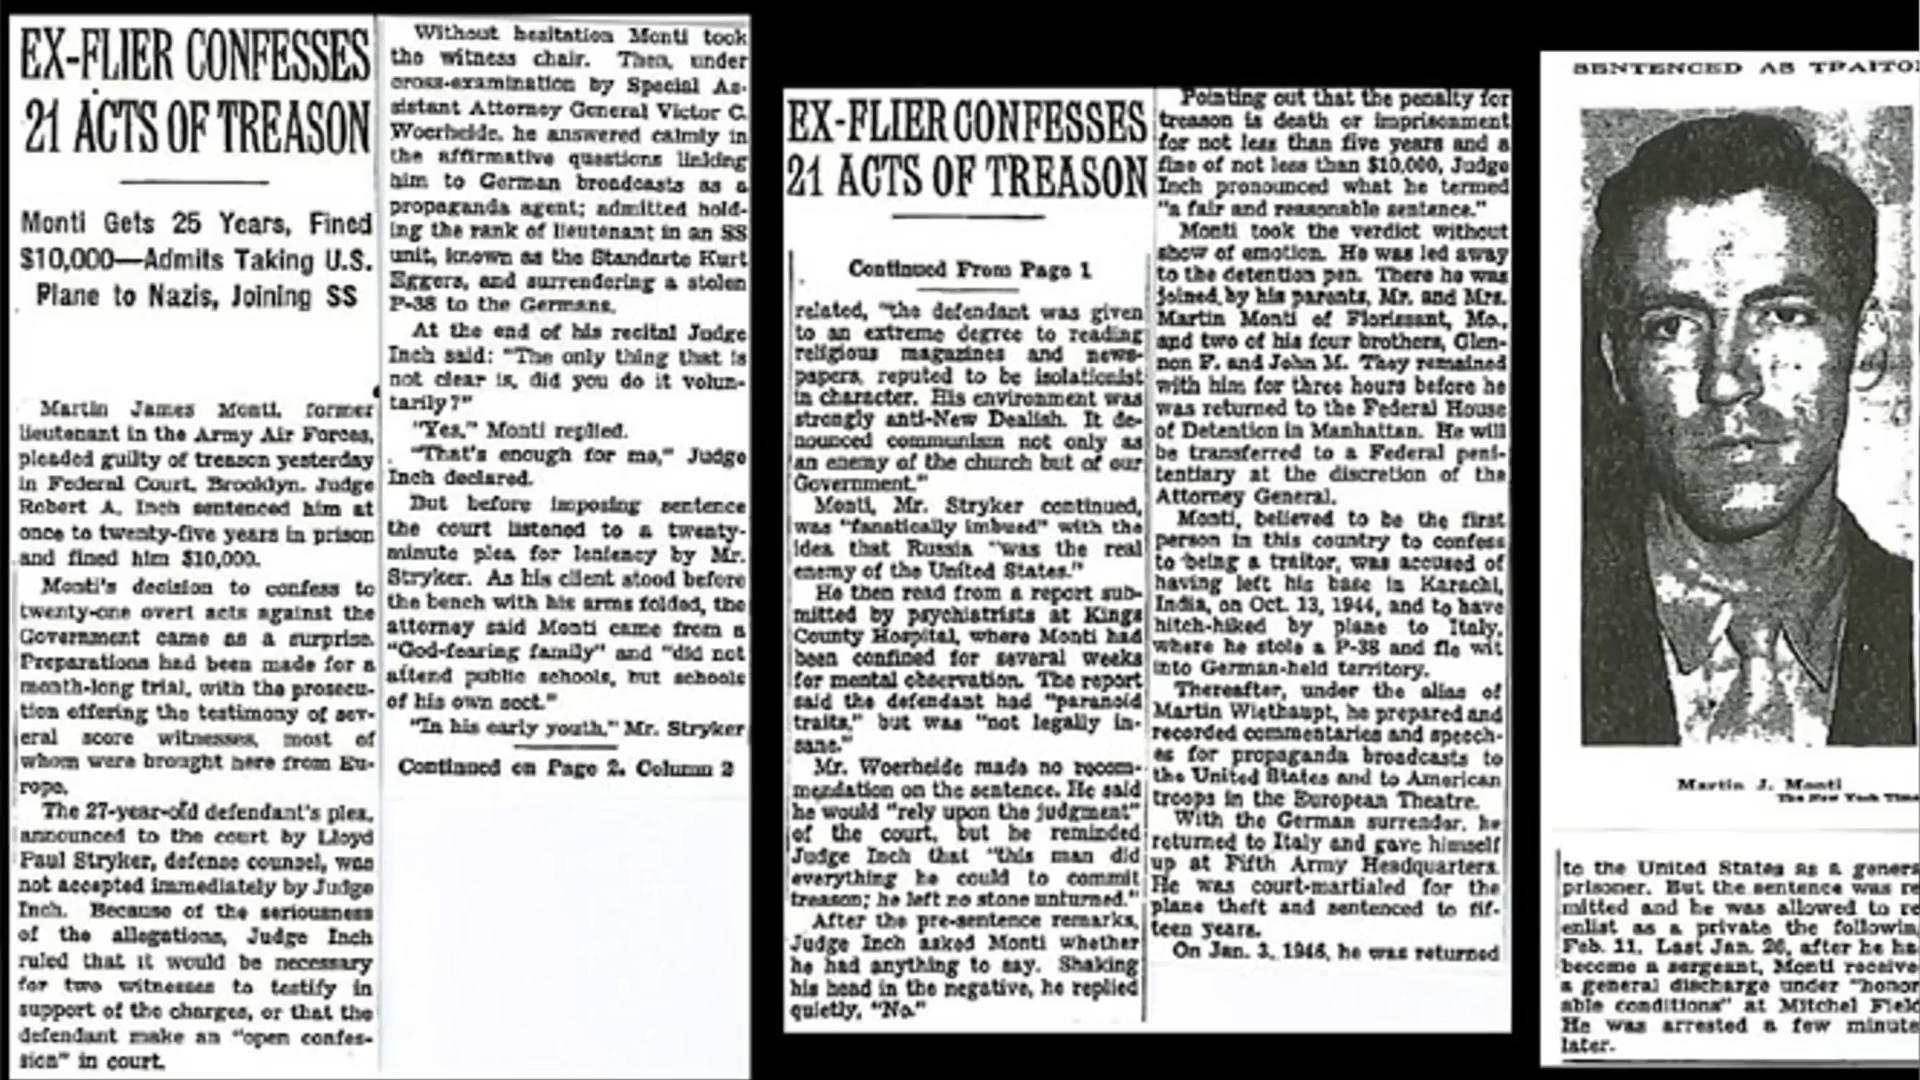 EX-FLIER CONFESSES
21 ACTS OF TREASON
Monti Gets 25 Years, Fined
$10,000—Admits Taking U.S.
Plane to Nazis, Joining SS
Martin James Monti, former
lieutenant in the Army Air Forces,
pleaded guilty of treason yesterday
in Federal Court, Brooklyn. Judge
Robert A. Inch sentenced him at
once to twenty-five years in prison
and fined him $10,000.
Monti's decision to confess to
twenty-one overt acts against the
Government came as a surprise.
Preparations had been made for a
month-long trial, with the prosecu-
tion offering the testimony of sev-
eral score witnesses, most of
whom were brought here from Eu-
rope.
The 27-year-old defendant's plea,
announced to the court by Lloyd
Paul Stryker, defense counsel, was
not accepted immediately by Judge
Inch. Because of the seriousness
of the allegations, Judge Inch
ruled that it would be necessary
for two witnesses to testify in
support of the charges, or that the
defendant make an "open confes-
sion" in court.
Without hesitation Monti took
the witness chair. Then, under
cross-examination by Special As-
sistant Attorney General Victor C.
Woerheide, he answered calmly in
the affirmative questions linking
him to German broadcasts as a
propaganda agent; admitted hold-
ing the rank of lieutenant in an SS
unit, known as the Standarte Kurt
Eggers, and surrendering a stolen
P-38 to the Germans.
At the end of his recital Judge
Inch said: "The only thing that is
not clear is, did you do it volun-
tarily?"
"Yes," Monti replied.
"That's enough for me," Judge
Inch declared.
But before imposing sentence
the court listened to a twenty-
minute plea for leniency by Mr.
Stryker. As his client stood before
the bench with his arms folded, the
attorney said Monti came from a
"God-fearing family" and "did not
attend public schools, but schools
of his own sect."
"In his early youth," Mr. Stryker
Continued on Page 2, Column 2
EX-FLIER CONFESSES
21 ACTS OF TREASON
Continued From Page 1
related, "the defendant was given
to an extreme degree to reading
religious magazines and news-
papers, reputed to be isolationist
in character. His environment was
strongly anti-New Dealish. It de-
nounced communism not only as
an enemy of the church but of our
Government."
Monti, Mr. Stryker continued,
was "fanatically imbued" with the
idea that Russia "was the real
enemy of the United States."
He then read from a report sub-
mitted by psychiatrists at Kings
County Hospital, where Monti had
been confined for several weeks
for mental observation. The report
said the defendant had "paranoid
traits," but was "not legally in-
sane."
Mr. Woerheide made no recom-
mendation on the sentence. He said
he would "rely upon the judgment"
of the court, but he reminded
Judge Inch that "this man did
everything he could to commit
treason; he left no stone unturned."
After the pre-sentence remarks,
Judge Inch asked Monti whether
he had anything to say. Shaking
his head in the negative, he replied
quietly, "No."
Pointing out that the penalty for
treason is death or imprisonment
for not less than five years and a
fine of not less than $10,000, Judge
Inch pronounced what he termed
"a fair and reasonable sentence."
Monti took the verdict without
show of emotion. He was led away
to the detention pen. There he was
joined by his parents, Mr. and Mrs.
Martin Monti of Florissant, Mo.,
and two of his four brothers, Glen-
non F. and John M. They remained
with him for three hours before he
was returned to the Federal House
of Detention in Manhattan. He will
be transferred to a Federal peni-
tentiary at the discretion of the
Attorney General.
Monti, believed to be the first
person in this country to confess
to being a traitor, was accused of
having left his base in Karachi,
India, on Oct. 13, 1944, and to have
hitch-hiked by plane to Italy,
where he stole a P-38 and fle wit
into German-held territory.
Thereafter, under the alias of
Martin Wiethaupt, he prepared and
recorded commentaries and speech-
es for propaganda broadcasts to
the United States and to American
troops in the European Theatre.
With the German surrender, he
returned to Italy and gave himself
up at Fifth Army Headquarters.
He was court-martialed for the
plane theft and sentenced to fif-
teen years.
On Jan. 3, 1946, he was returned
SENTENCED AS TRAITO
Martin J. Monti
The New York Times
to the United States as a genera
prisoner. But the sentence was re
mitted and he was allowed to re
enlist as a private the followin
Feb. 11. Last Jan. 26, after he ha
become a sergeant, Monti receive
a general discharge under "honor
able conditions" at Mitchel Field
He was arrested a few minute
later.